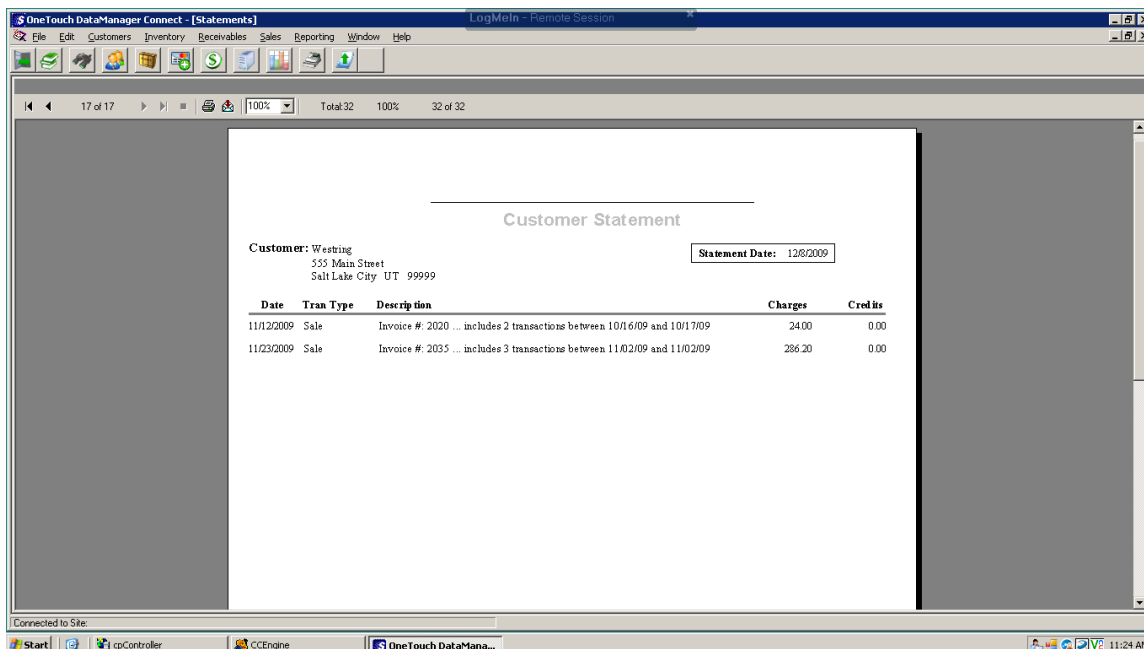 OneTouch DataManager Connect - [Statements]
LogMeIn - Remote Session
File Edit Customers Inventory Receivables Sales Reporting Window Help
17 of 17 100% Total:32 100% 32 of 32
Customer Statement
Customer: Westring
Statement Date: 12/8/2009
555 Main Street
Salt Lake City UT 99999
Date Tran Type Description Charges Credits
11/12/2009 Sale Invoice #: 2020 ... includes 2 transactions between 10/16/09 and 10/17/09 24.00 0.00
11/23/2009 Sale Invoice #: 2035 ... includes 3 transactions between 11/02/09 and 11/02/09 286.20 0.00
Connected to Site:
Start cpController CCEngine OneTouch DataMana... 11:24 AM